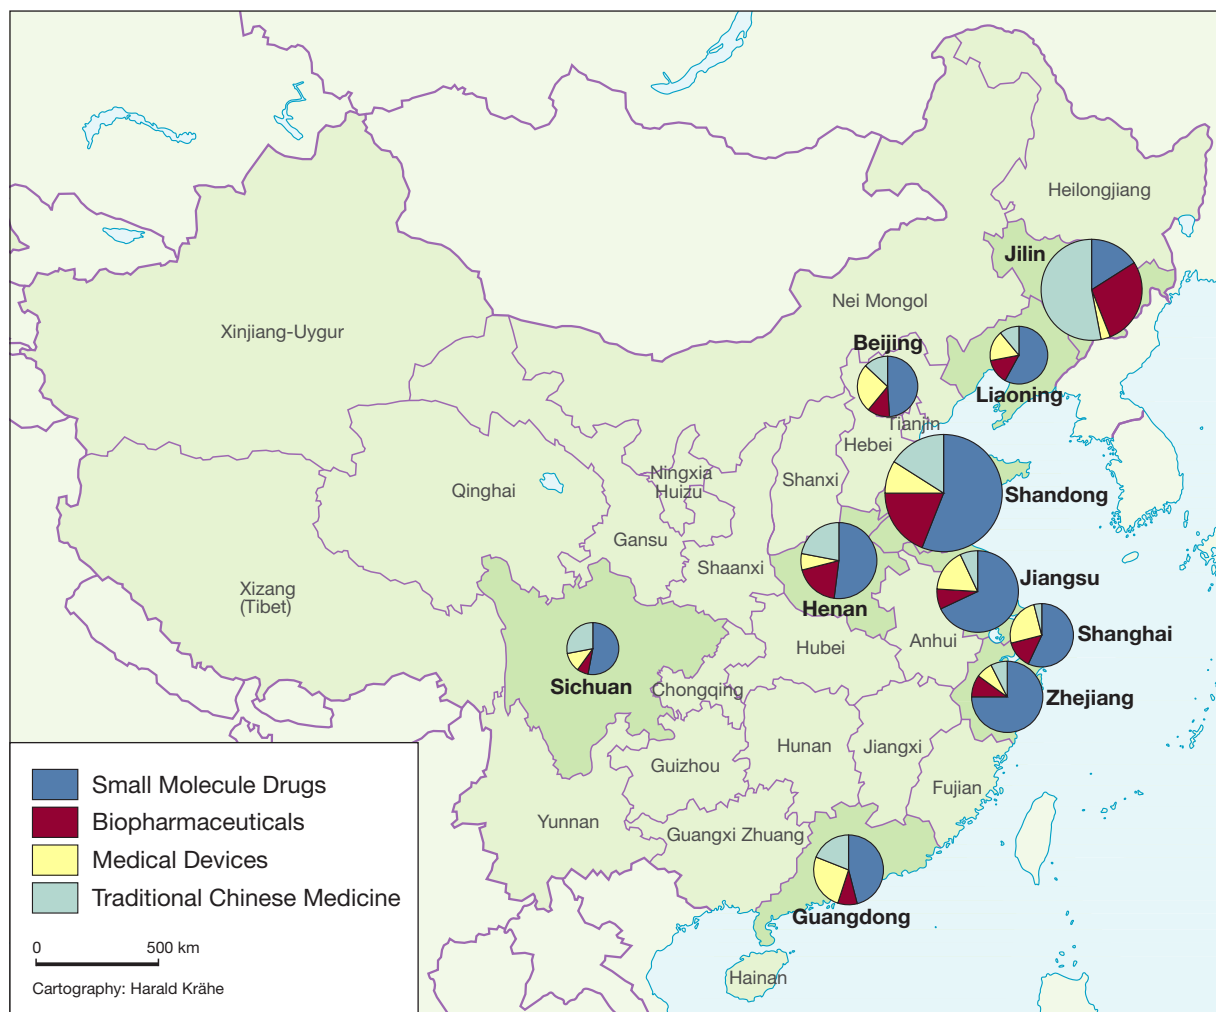 Heilongjiang
Jilin
Nei Mongol
Xinjiang-Uygur
Beijing
Liaoning
Tianjin
Hebei
Ningxia
Huizu
Shanxi
Qinghai
Shandong
Gansu
Shaanxi
Jiangsu
Xizang
(Tibet)
Henan
Shanghai
Anhui
Hubei
Sichuan
Chongqing
Zhejiang
Hunan
Jiangxi
Guizhou
Fujian
Yunnan
Guangxi Zhuang
Guangdong
Hainan
Small Molecule Drugs
Biopharmaceuticals
Medical Devices
Traditional Chinese Medicine
0 500 km
Cartography: Harald Krähe